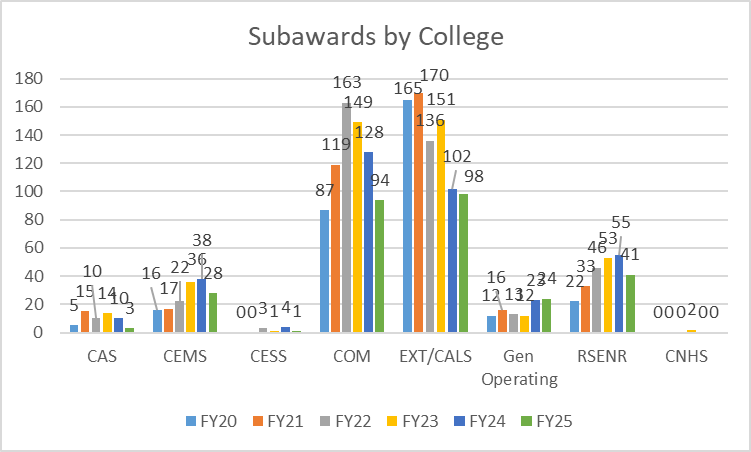 Subawards by College
180
160
140
120
100
80
60
40
20
0
5 15 10 14 10 3
16 17 22 36 38 28
0 0 3 1 4 1
87 119 163 149 128 94
165 170 136 151 102 98
12 16 13 12 23 24
22 33 46 53 55 41
0 0 0 2 0 0
CAS CEMS CESS COM EXT/CALS Gen RSENR CNHS
Operating
FY20 FY21 FY22 FY23 FY24 FY25